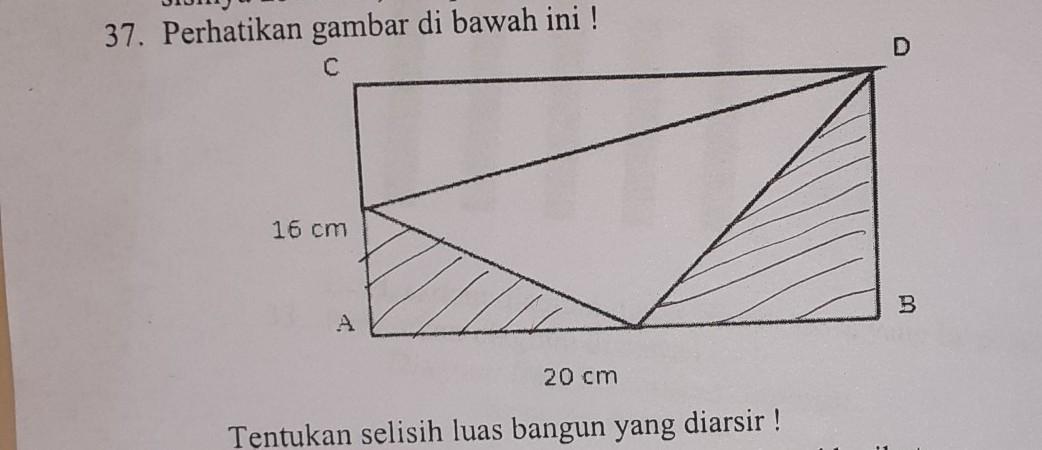 37. Perhatikan gambar di bawah ini !
C
D
16 cm
A
B
20 cm
Tentukan selisih luas bangun yang diarsir !